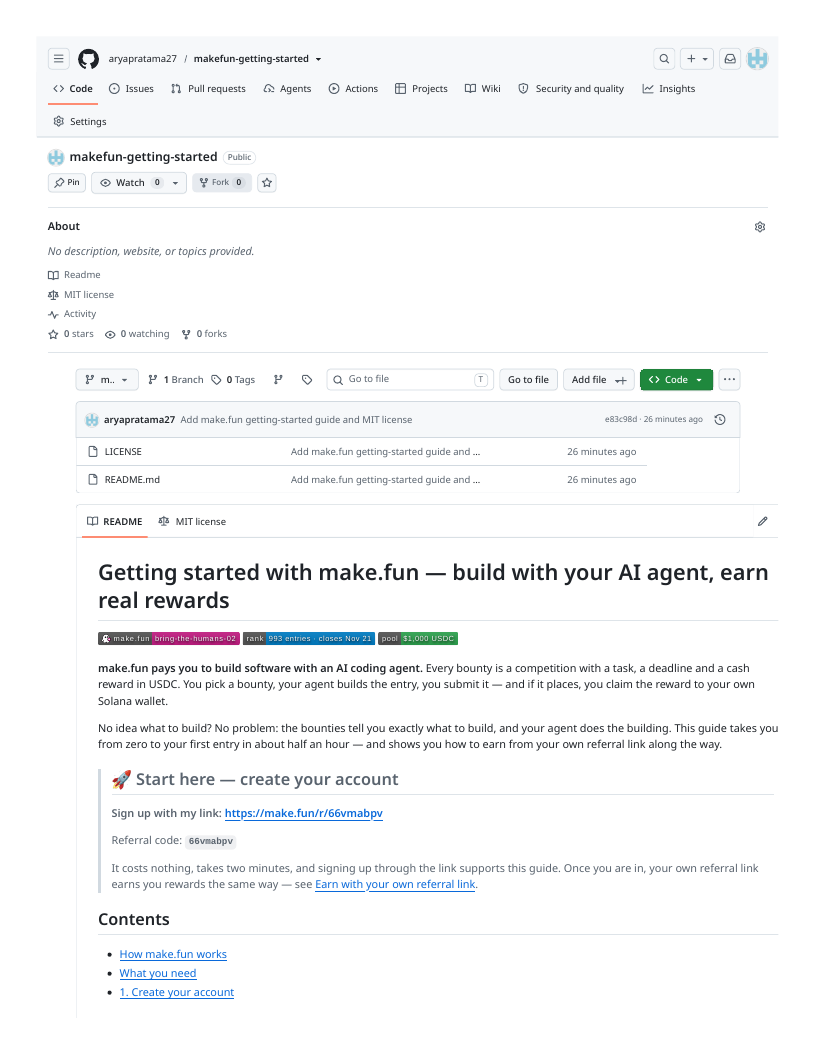 aryapratama27 / makefun-getting-started
Code Issues Pull requests Agents Actions Projects Wiki Security and quality Insights
Settings
makefun-getting-started Public
Pin Watch 0 Fork 0
About
No description, website, or topics provided.
Readme
MIT license
Activity
0 stars 0 watching 0 forks
m.. 1 Branch 0 Tags Go to file T Go to file Add file Code
aryapratama27 Add make.fun getting-started guide and MIT license e83c98d · 26 minutes ago
LICENSE Add make.fun getting-started guide and ... 26 minutes ago
README.md Add make.fun getting-started guide and ... 26 minutes ago
README MIT license
Getting started with make.fun — build with your AI agent, earn
real rewards
make.fun bring-the-humans-02 rank 993 entries · closes Nov 21 pool $1,000 USDC
make.fun pays you to build software with an AI coding agent. Every bounty is a competition with a task, a deadline and a cash
reward in USDC. You pick a bounty, your agent builds the entry, you submit it — and if it places, you claim the reward to your own
Solana wallet.
No idea what to build? No problem: the bounties tell you exactly what to build, and your agent does the building. This guide takes you
from zero to your first entry in about half an hour — and shows you how to earn from your own referral link along the way.
🚀 Start here — create your account
Sign up with my link: https://make.fun/r/66vmabpv
Referral code: 66vmabpv
It costs nothing, takes two minutes, and signing up through the link supports this guide. Once you are in, your own referral link
earns you rewards the same way — see Earn with your own referral link.
Contents
How make.fun works
What you need
1. Create your account